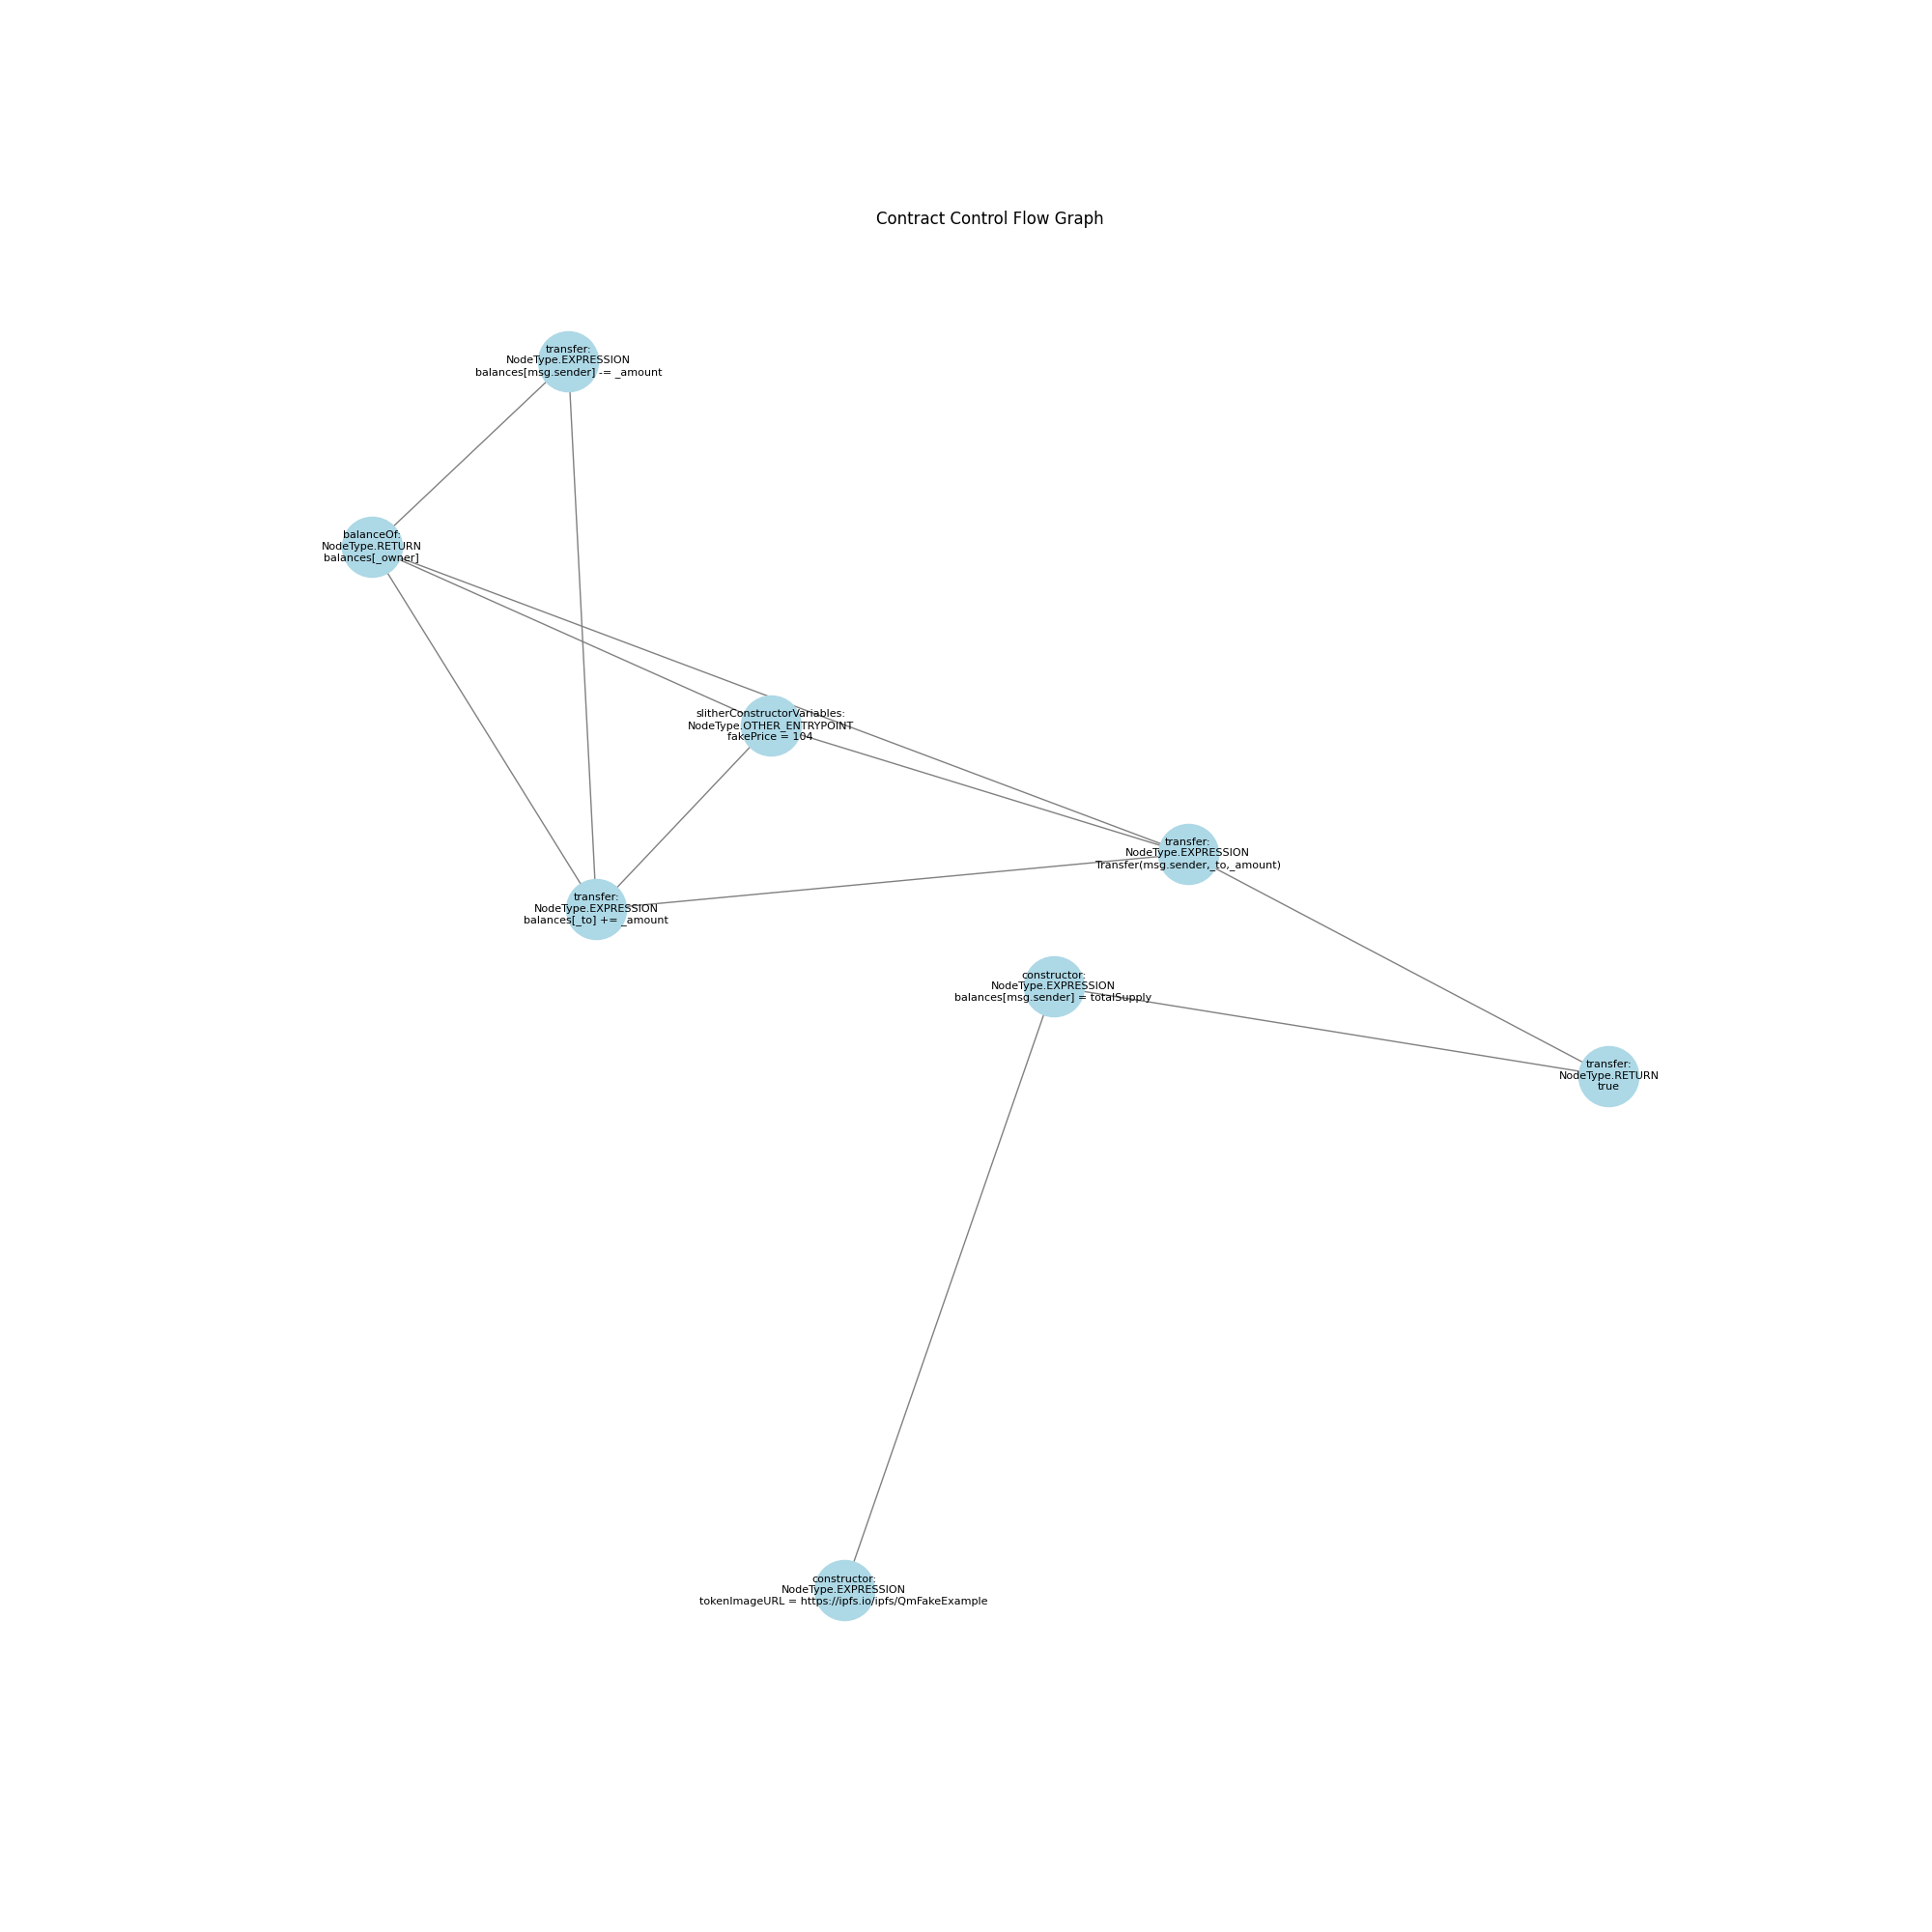 Contract Control Flow Graph
transfer:
NodeType.EXPRESSION
balances[msg.sender] -= _amount
balanceOf:
NodeType.RETURN
balances[_owner]
slitherConstructorVariables:
NodeType.OTHER_ENTRYPOINT
fakePrice = 104
transfer:
NodeType.EXPRESSION
Transfer(msg.sender,_to,_amount)
transfer:
NodeType.EXPRESSION
balances[_to] += _amount
constructor:
NodeType.EXPRESSION
balances[msg.sender] = totalSupply
transfer:
NodeType.RETURN
true
constructor:
NodeType.EXPRESSION
tokenImageURL = https://ipfs.io/ipfs/QmFakeExample